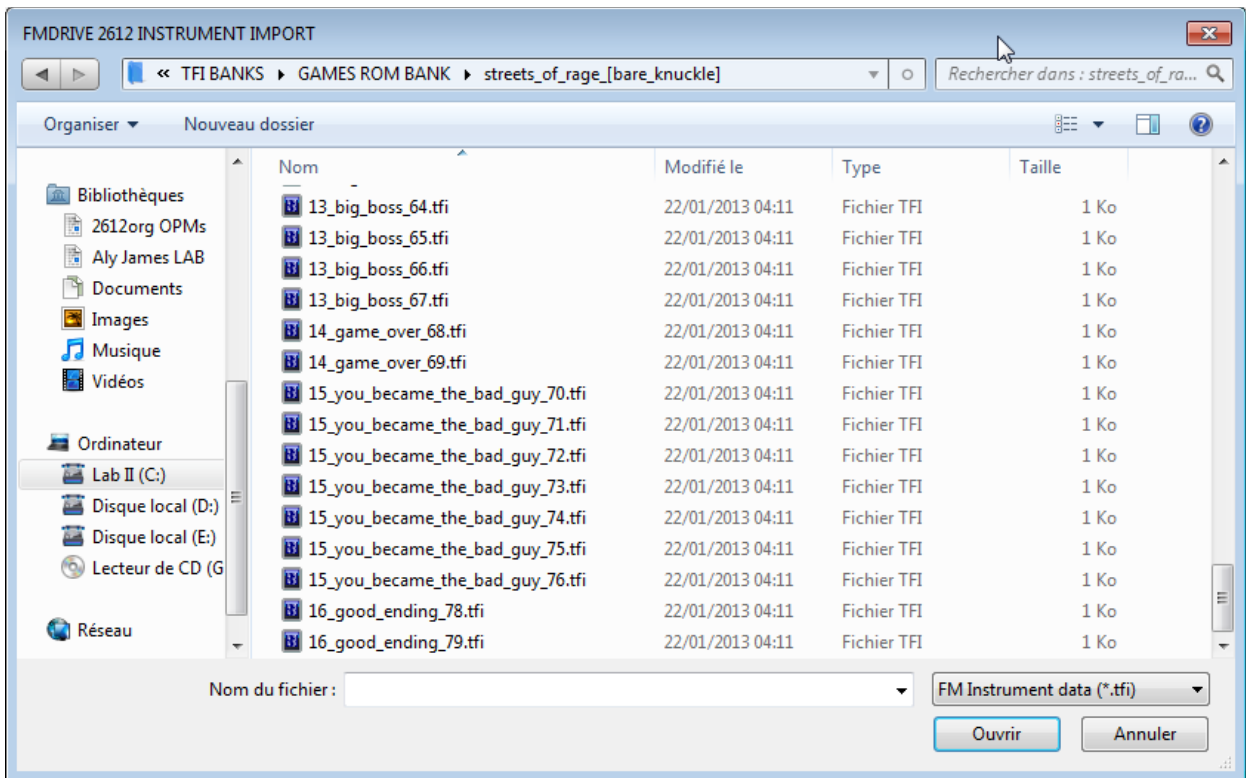 FMDRIVE 2612 INSTRUMENT IMPORT
« TFI BANKS GAMES ROM BANK streets_of_rage_[bare_knuckle] Rechercher dans : streets_of_ra...
Organiser Nouveau dossier
Nom Modifié le Type Taille
Bibliothèques
2612org OPMs
Aly James LAB
Documents
Images
Musique
Vidéos
Ordinateur
Lab II (C:)
Disque local (D:)
Disque local (E:)
Lecteur de CD (G
Réseau
13_big_boss_64.tfi 22/01/2013 04:11 Fichier TFI 1 Ko
13_big_boss_65.tfi 22/01/2013 04:11 Fichier TFI 1 Ko
13_big_boss_66.tfi 22/01/2013 04:11 Fichier TFI 1 Ko
13_big_boss_67.tfi 22/01/2013 04:11 Fichier TFI 1 Ko
14_game_over_68.tfi 22/01/2013 04:11 Fichier TFI 1 Ko
14_game_over_69.tfi 22/01/2013 04:11 Fichier TFI 1 Ko
15_you_became_the_bad_guy_70.tfi 22/01/2013 04:11 Fichier TFI 1 Ko
15_you_became_the_bad_guy_71.tfi 22/01/2013 04:11 Fichier TFI 1 Ko
15_you_became_the_bad_guy_72.tfi 22/01/2013 04:11 Fichier TFI 1 Ko
15_you_became_the_bad_guy_73.tfi 22/01/2013 04:11 Fichier TFI 1 Ko
15_you_became_the_bad_guy_74.tfi 22/01/2013 04:11 Fichier TFI 1 Ko
15_you_became_the_bad_guy_75.tfi 22/01/2013 04:11 Fichier TFI 1 Ko
15_you_became_the_bad_guy_76.tfi 22/01/2013 04:11 Fichier TFI 1 Ko
16_good_ending_78.tfi 22/01/2013 04:11 Fichier TFI 1 Ko
16_good_ending_79.tfi 22/01/2013 04:11 Fichier TFI 1 Ko
Nom du fichier : FM Instrument data (*.tfi)
Ouvrir Annuler